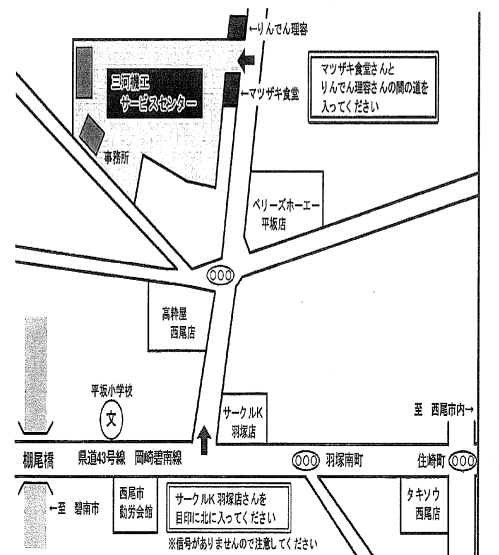 ←りんでん理容
三河機工
サービスセンター
←マツザキ食堂
マツザキ食堂さんと
りんでん理容さんの間の道を
入ってください
事務所
ベリーズホーエー
平坂店
高粋屋
西尾店
平坂小学校
文
サークルK
羽塚店
至 西尾市内→
棚尾橋
県道43号線 岡崎碧南線
羽塚南町
住崎町
←至 碧南市
西尾市
勤労会館
サークルK 羽塚店さんを
目印に北に入ってください
※信号がありませんので注意してください
タキソウ
西尾店